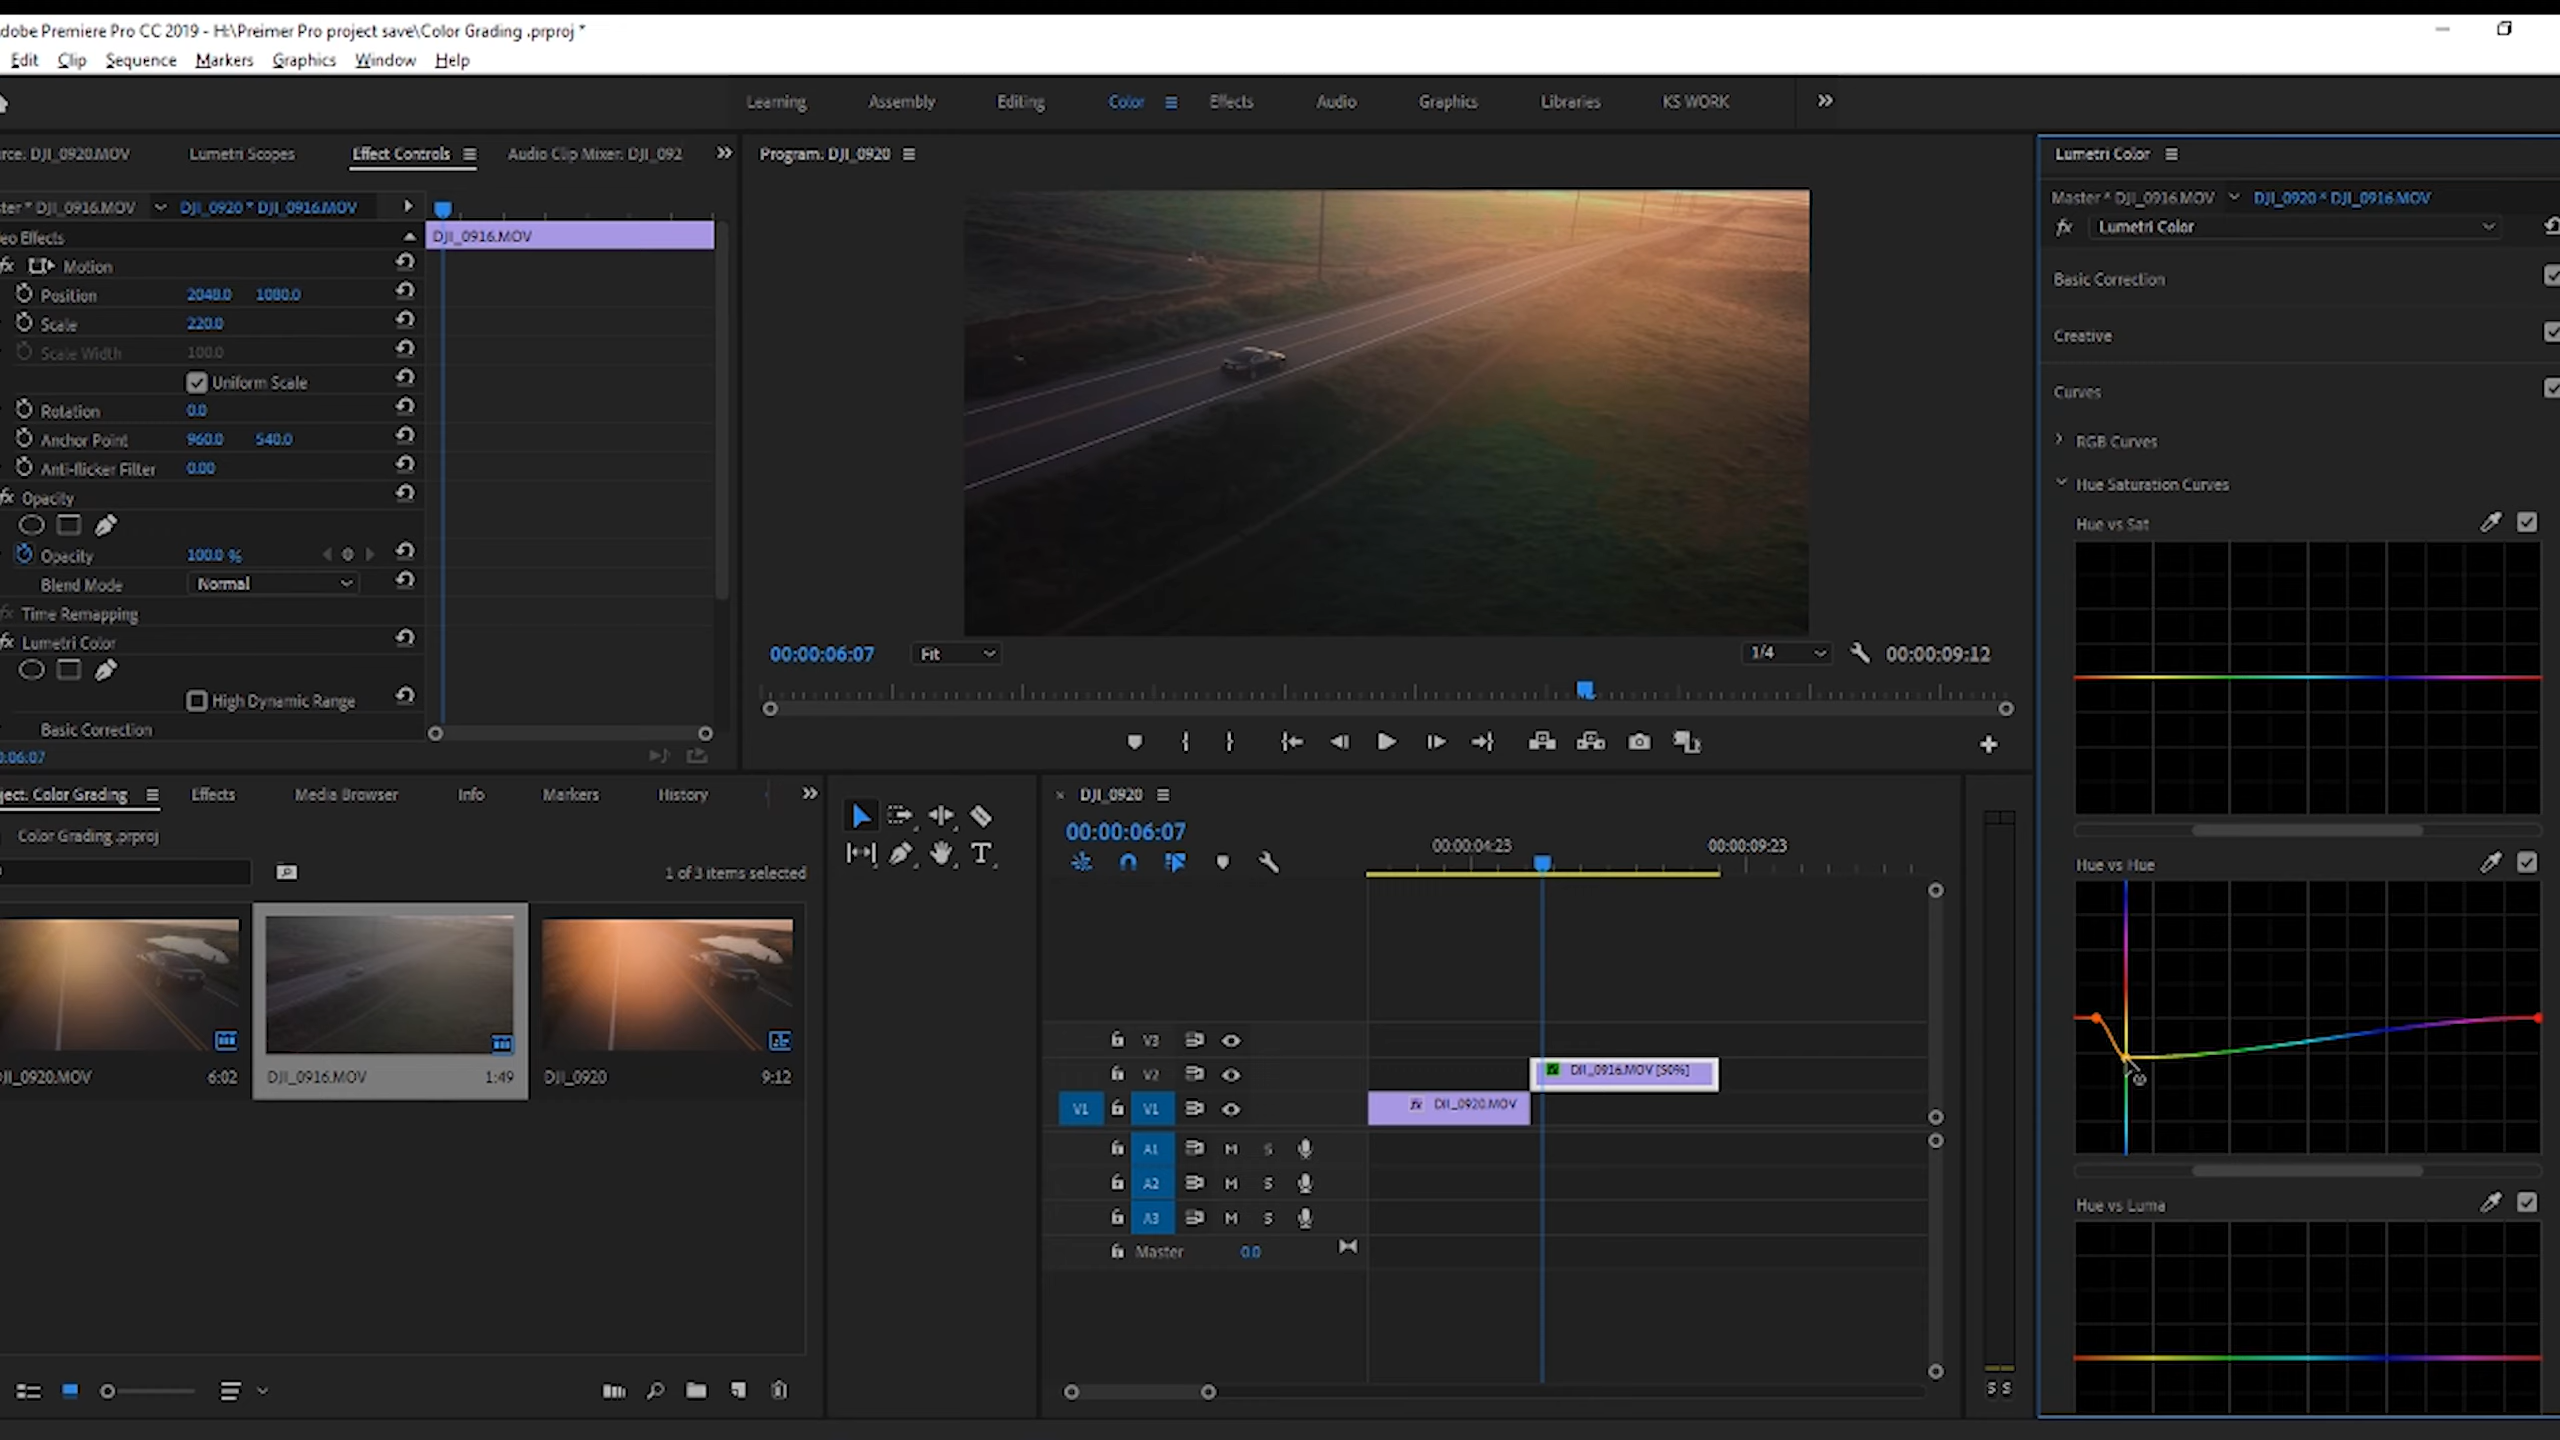 dobe Premiere Pro CC 2019 - H:\Preimer Pro project save\Color Grading .prproj *
Edit Clip Sequence Markers Graphics Window Help
Learning Assembly Editing Color Effects Audio Graphics Libraries KS WORK
rce: DJI_0920.MOV Lumetri Scopes Effect Controls Audio Clip Mixer: DJI_092
Program: DJI_0920
Lumetri Color
ter * DJI_0916.MOV DJI_0920 * DJI_0916.MOV
Master * DJI_0916.MOV DJI_0920 * DJI_0916.MOV
fx Lumetri Color
eo Effects
DJI_0916.MOV
fx Motion
Position 2048.0 1080.0
Scale 220.0
Scale Width 100.0
Uniform Scale
Rotation 0.0
Anchor Point 960.0 540.0
Anti-flicker Filter 0.00
fx Opacity
Opacity 100.0 %
Blend Mode Normal
fx Time Remapping
fx Lumetri Color
High Dynamic Range
Basic Correction
0:06:07
00:00:06:07 Fit 1/4 00:00:09:12
Basic Correction
Creative
Curves
RGB Curves
Hue Saturation Curves
Hue vs Sat
Hue vs Hue
Hue vs Luma
ject: Color Grading Effects Media Browser Info Markers History
Color Grading .prproj
1 of 3 items selected
JI_0920.MOV 6:02
DJI_0916.MOV 1:49
DJI_0920 9:12
T
DJI_0920
00:00:06:07
00:00:04:23 00:00:09:23
V3
V2
DJI_0916.MOV [50%]
V1 V1
fx DJI_0920.MOV
A1 M S
A2 M S
A3 M S
Master 0.0
S S